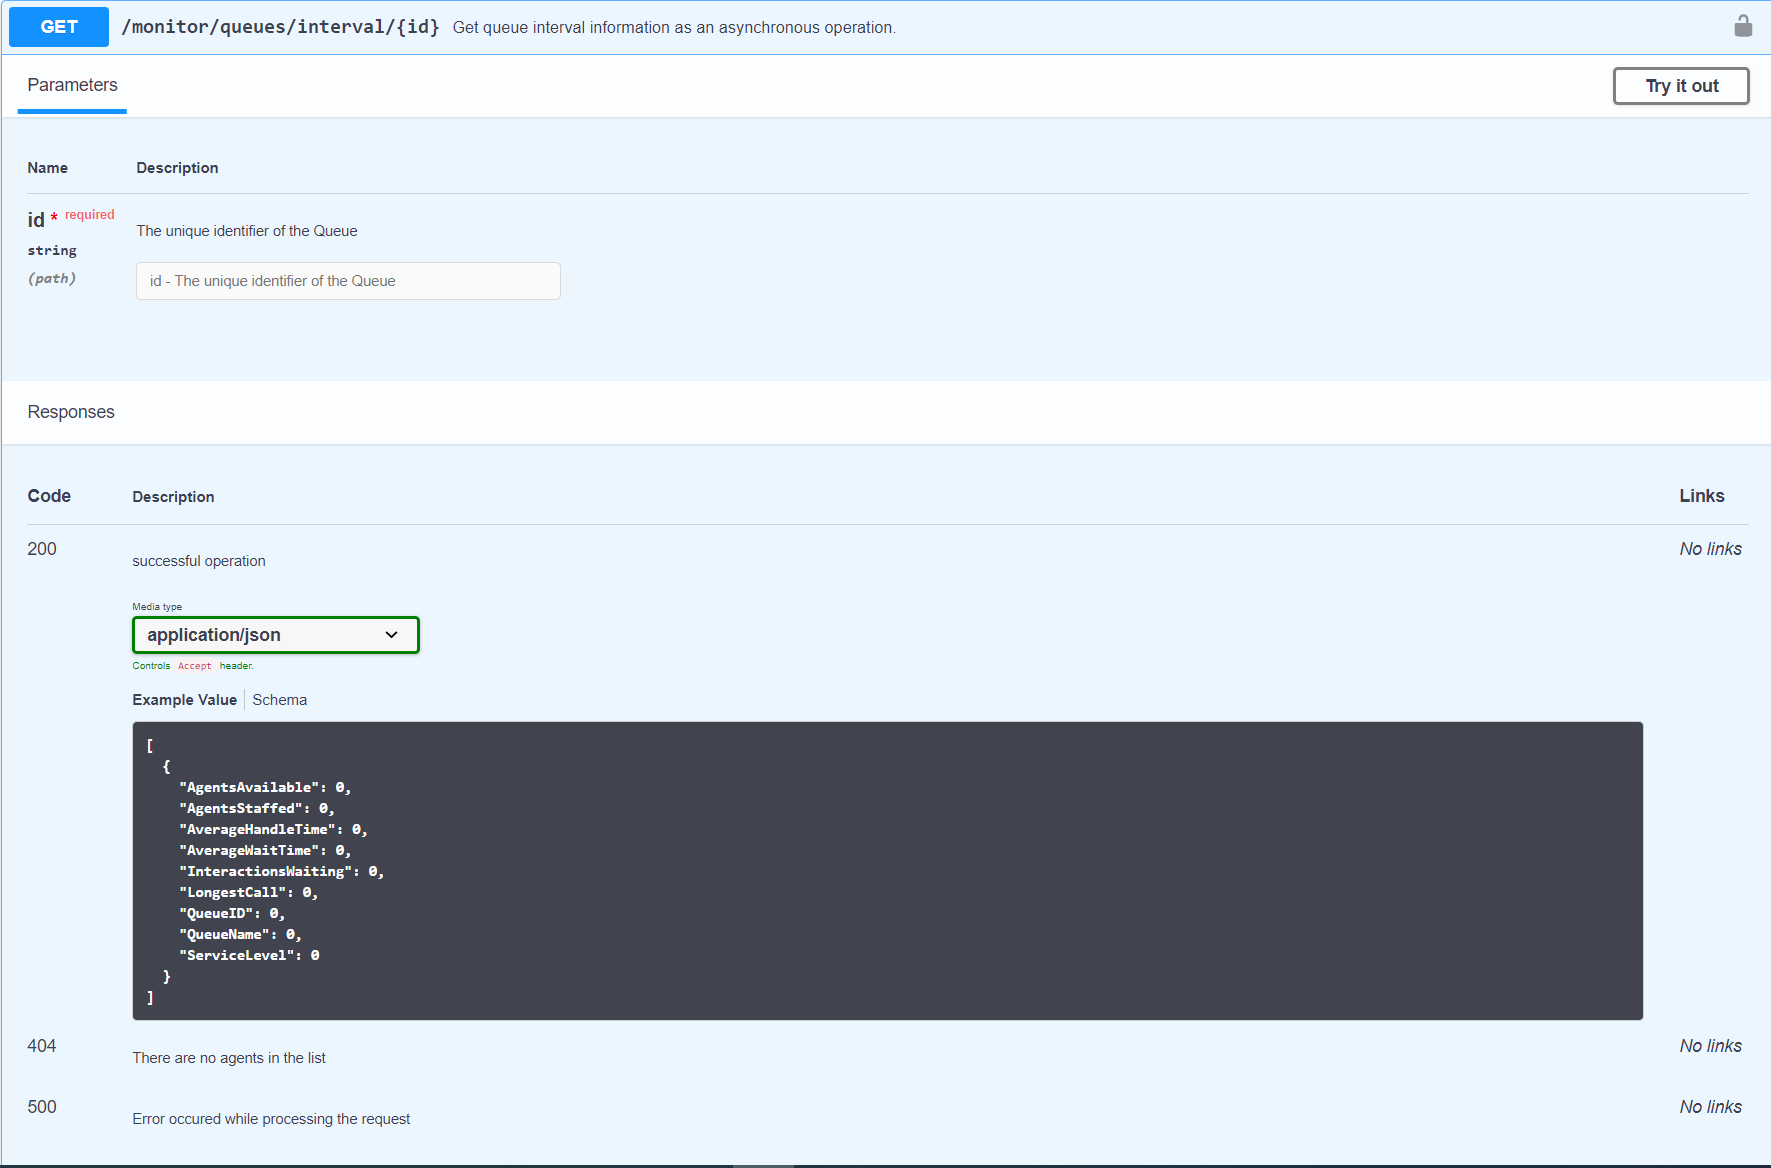 GET /monitor/queues/interval/{id} Get queue interval information as an asynchronous operation.
Parameters
Try it out
Name Description
id * required
string
(path)
The unique identifier of the Queue
id - The unique identifier of the Queue
Responses
Code Description Links
200
successful operation
No links
Media type
application/json
Controls Accept header.
Example Value Schema
[
  {
    "AgentsAvailable": 0,
    "AgentsStaffed": 0,
    "AverageHandleTime": 0,
    "AverageWaitTime": 0,
    "InteractionsWaiting": 0,
    "LongestCall": 0,
    "QueueID": 0,
    "QueueName": 0,
    "ServiceLevel": 0
  }
]
404
There are no agents in the list
No links
500
Error occured while processing the request
No links